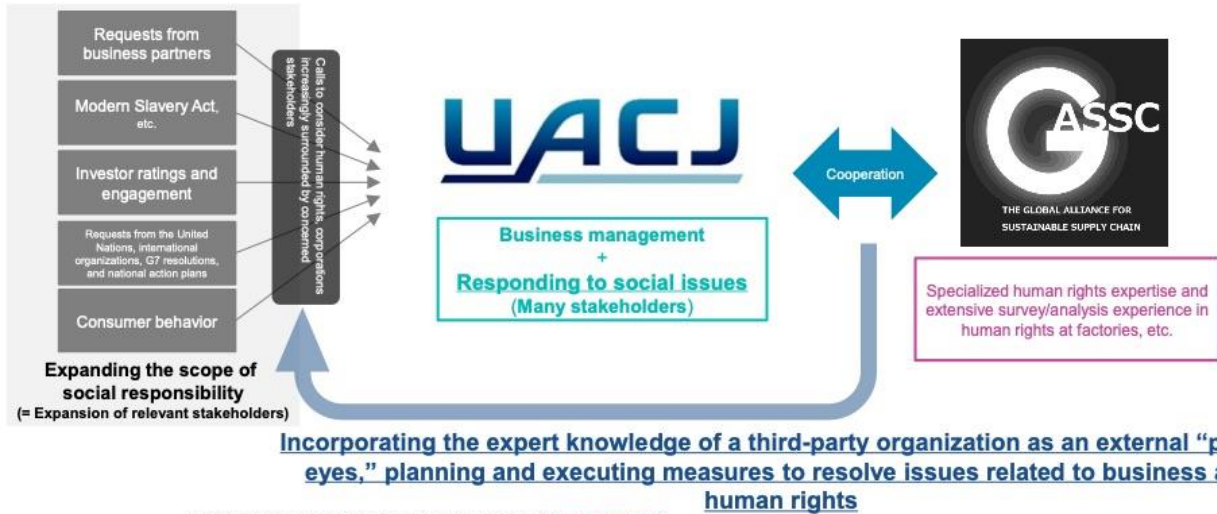 Requests from
business partners
Modern Slavery Act,
etc.
Investor ratings and
engagement
Requests from the United
Nations, international
organizations, G7 resolutions,
and national action plans
Consumer behavior
Expanding the scope of
social responsibility
(= Expansion of relevant stakeholders)
Calls to consider human rights, corporations
increasingly surrounded by concerned
stakeholders
UACJ
Business management
+
Responding to social issues
(Many stakeholders)
Cooperation
GASSC
THE GLOBAL ALLIANCE FOR
SUSTAINABLE SUPPLY CHAIN
Specialized human rights expertise and
extensive survey/analysis experience in
human rights at factories, etc.
Incorporating the expert knowledge of a third-party organization as an external “p
eyes,” planning and executing measures to resolve issues related to business a
human rights